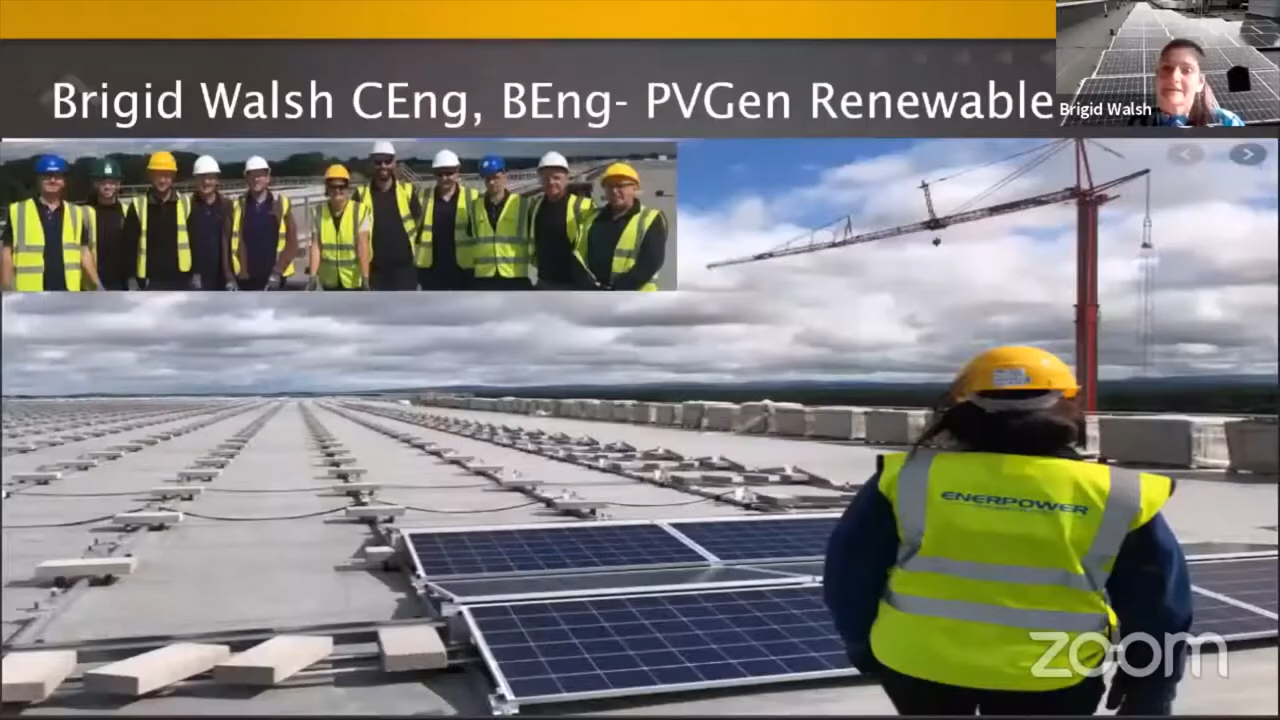 Brigid Walsh CEng, BEng- PVGen Renewable
Brigid Walsh
ENERPOWER
zoom